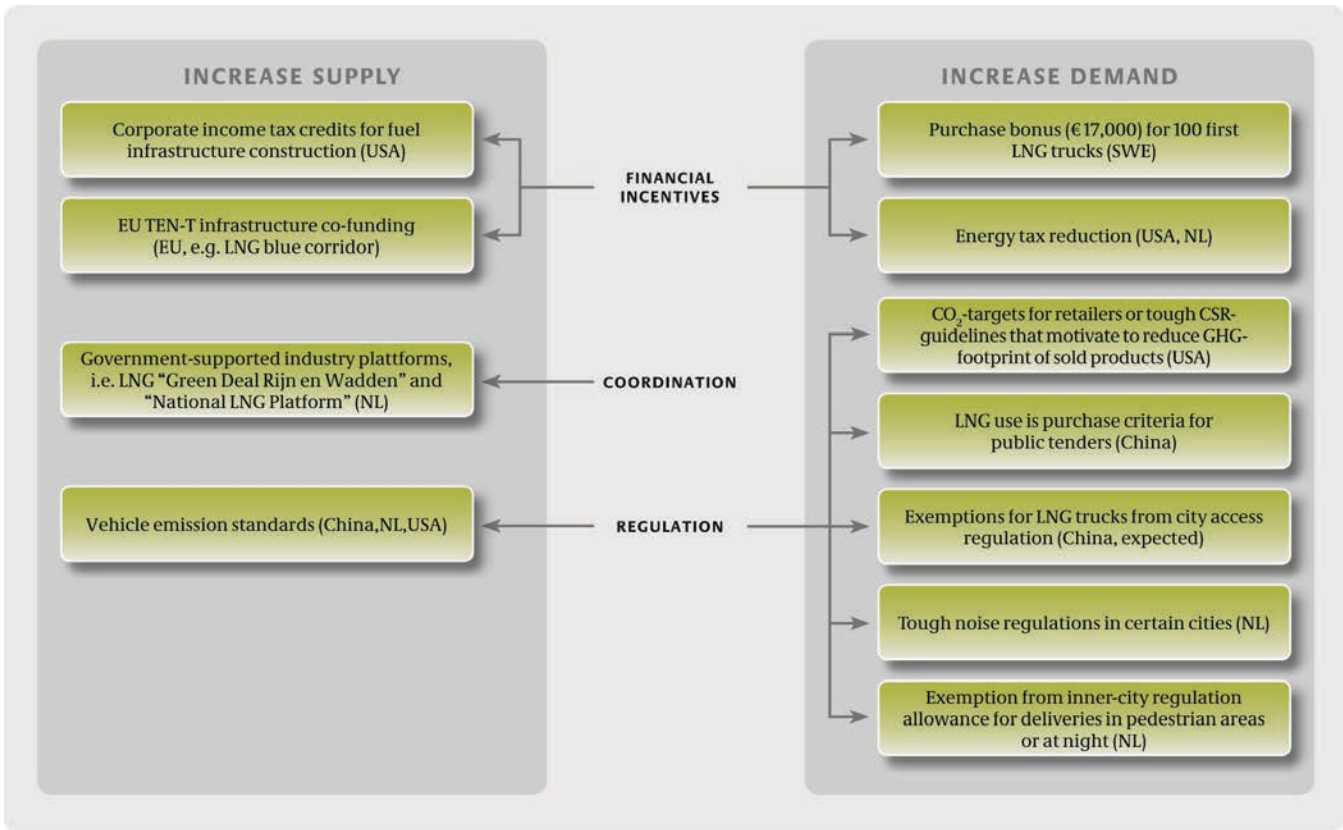 INCREASE SUPPLY
Corporate income tax credits for fuel
infrastructure construction (USA)
EU TEN-T infrastructure co-funding
(EU, e.g. LNG blue corridor)
Government-supported industry plattforms,
i.e. LNG “Green Deal Rijn en Wadden” and
“National LNG Platform” (NL)
Vehicle emission standards (China,NL,USA)
FINANCIAL
INCENTIVES
COORDINATION
REGULATION
INCREASE DEMAND
Purchase bonus (€ 17,000) for 100 first
LNG trucks (SWE)
Energy tax reduction (USA, NL)
CO₂-targets for retailers or tough CSR-
guidelines that motivate to reduce GHG-
footprint of sold products (USA)
LNG use is purchase criteria for
public tenders (China)
Exemptions for LNG trucks from city access
regulation (China, expected)
Tough noise regulations in certain cities (NL)
Exemption from inner-city regulation
allowance for deliveries in pedestrian areas
or at night (NL)